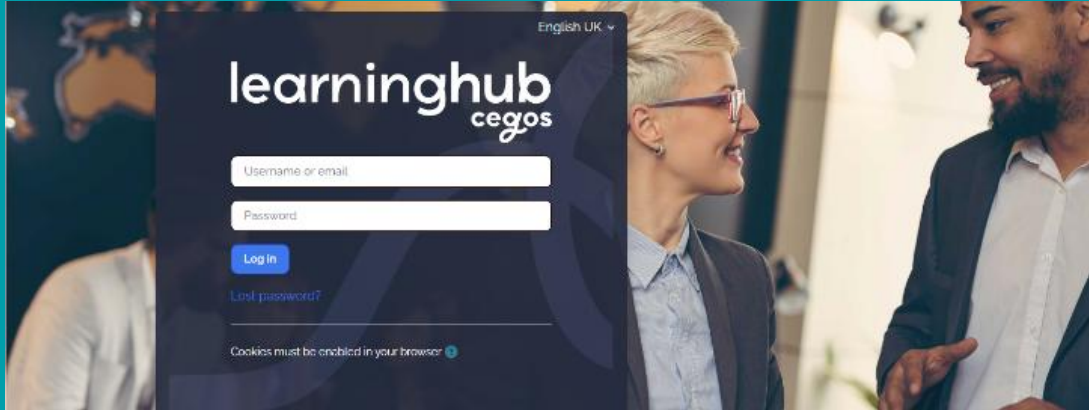 English UK
learninghub
cegos
Username or email
Password
Log in
Lost password?
Cookies must be enabled in your browser